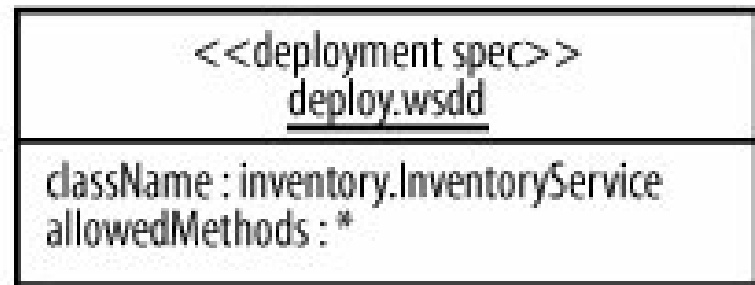 <<deployment spec>>
deploy.wsdd
className : inventory.InventoryService
allowedMethods : *